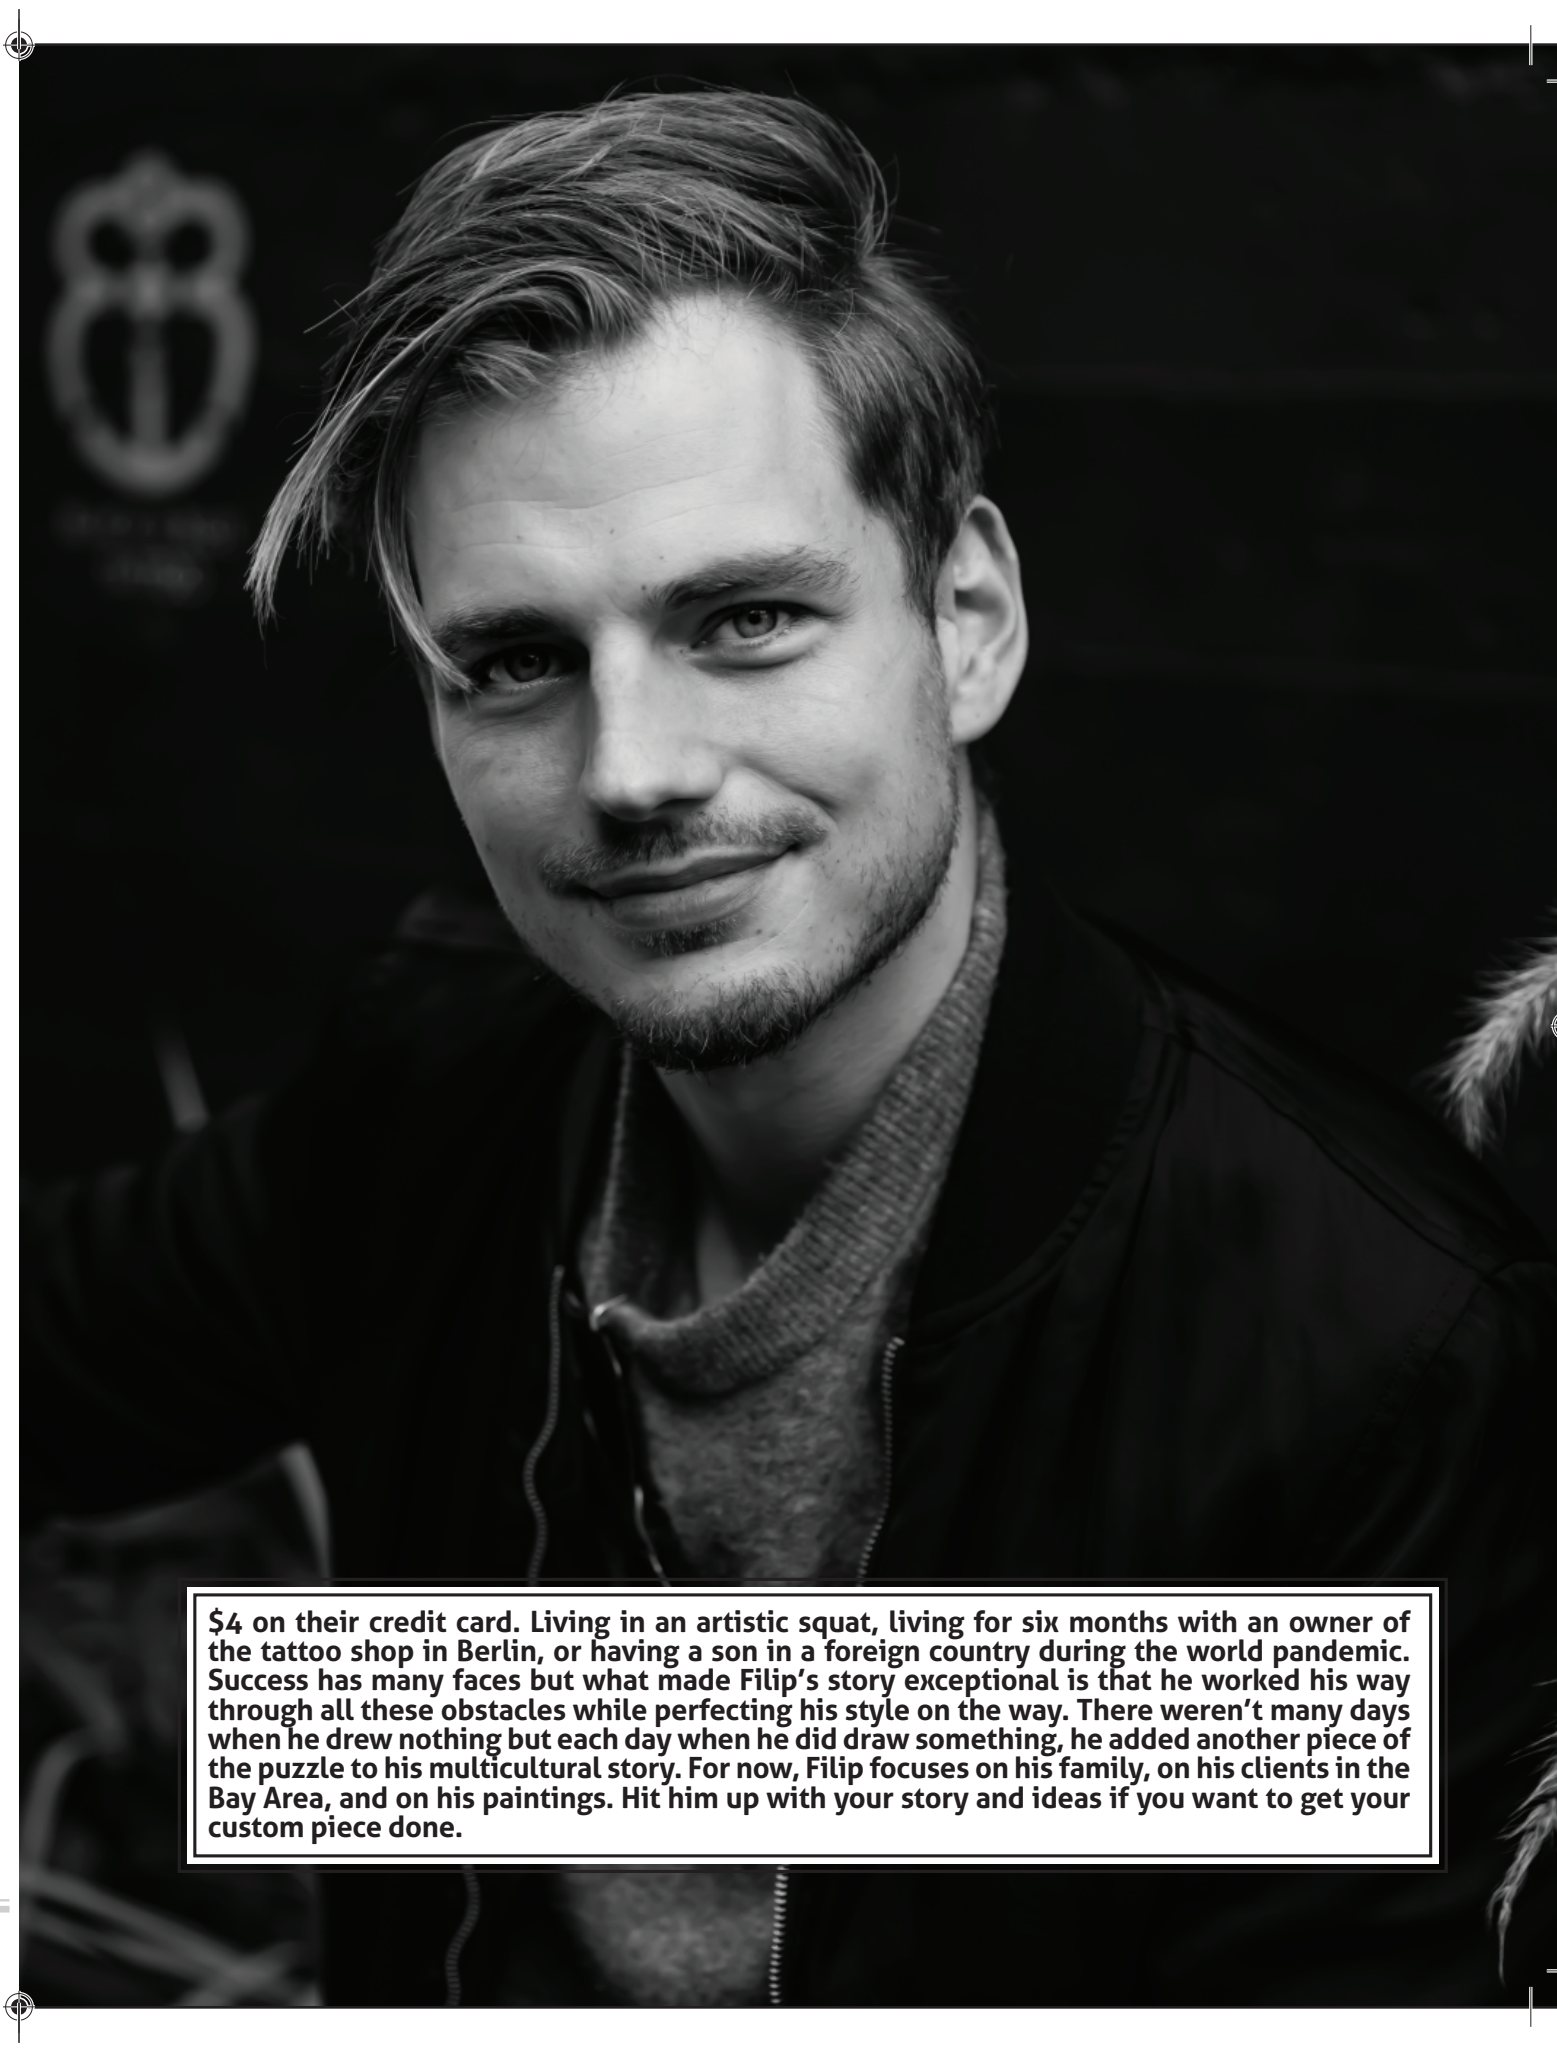 $4 on their credit card. Living in an artistic squat, living for six months with an owner of
the tattoo shop in Berlin, or having a son in a foreign country during the world pandemic.
Success has many faces but what made Filip’s story exceptional is that he worked his way
through all these obstacles while perfecting his style on the way. There weren’t many days
when he drew nothing but each day when he did draw something, he added another piece of
the puzzle to his multicultural story. For now, Filip focuses on his family, on his clients in the
Bay Area, and on his paintings. Hit him up with your story and ideas if you want to get your
custom piece done.